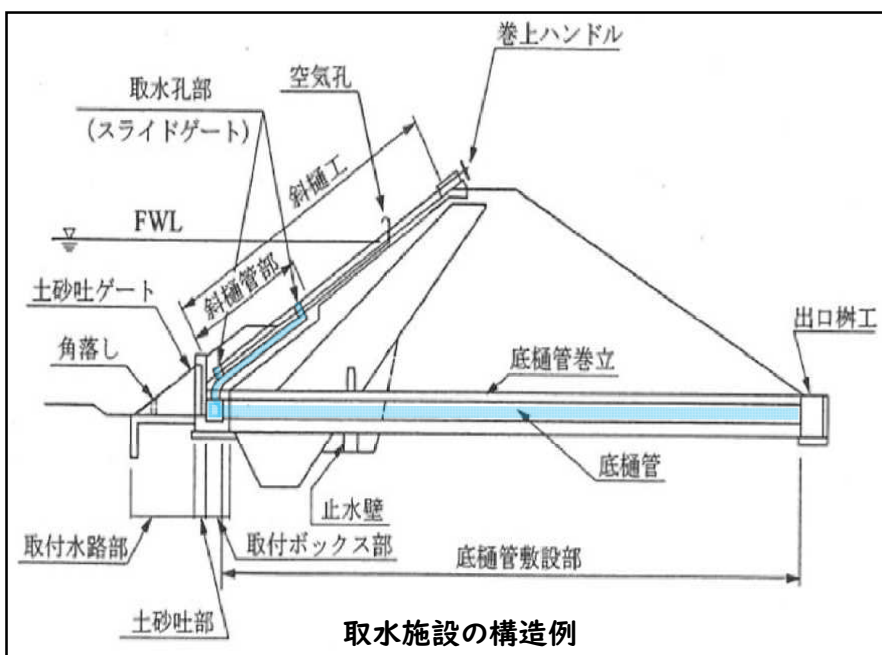 巻上ハンドル
空気孔
取水孔部
(スライドゲート)
斜樋工
FWL
斜樋管部
土砂吐ゲート
角落し
出口桝工
底樋管巻立
底樋管
止水壁
取付水路部
取付ボックス部
底樋管敷設部
土砂吐部
取水施設の構造例